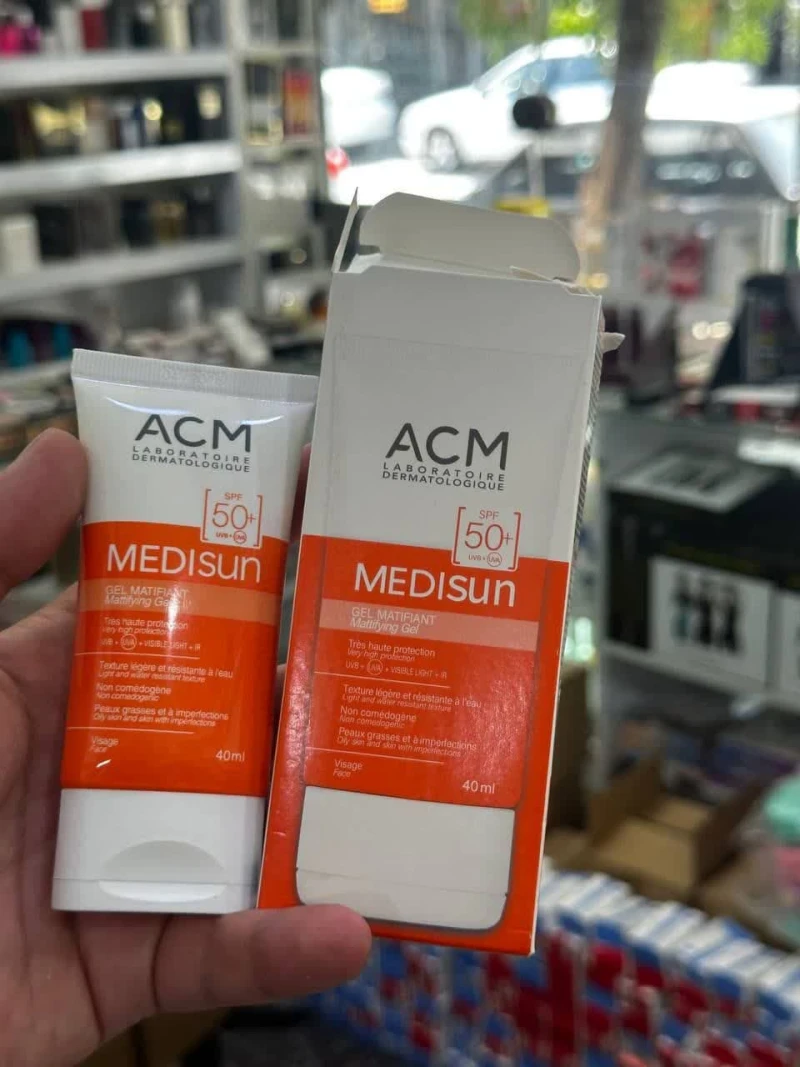 ACM
LABORATOIRE
DERMATOLOGIQUE
SPF
50+
UVB + UVA
MEDISun
GEL MATIFIANT
Mattifying Gel
Très haute protection
Very high protection
UVB + UVA + VISIBLE LIGHT + IR
Texture légère et résistante à l'eau
Light and water resistant texture
Non comédogène
Non comedogenic
Peaux grasses et à imperfections
Oily skin and skin with imperfections
Visage
Face
40ml
ACM
LABORATOIRE
DERMATOLOGIQUE
SPF
50+
UVB + UVA
MEDISun
GEL MATIFIANT
Mattifying Gel
Très haute protection
Very high protection
UVB + UVA + VISIBLE LIGHT + IR
Texture légère et résistante à l'eau
Light and water resistant texture
Non comédogène
Non comedogenic
Peaux grasses et à imperfections
Oily skin and skin with imperfections
Visage
Face
40ml